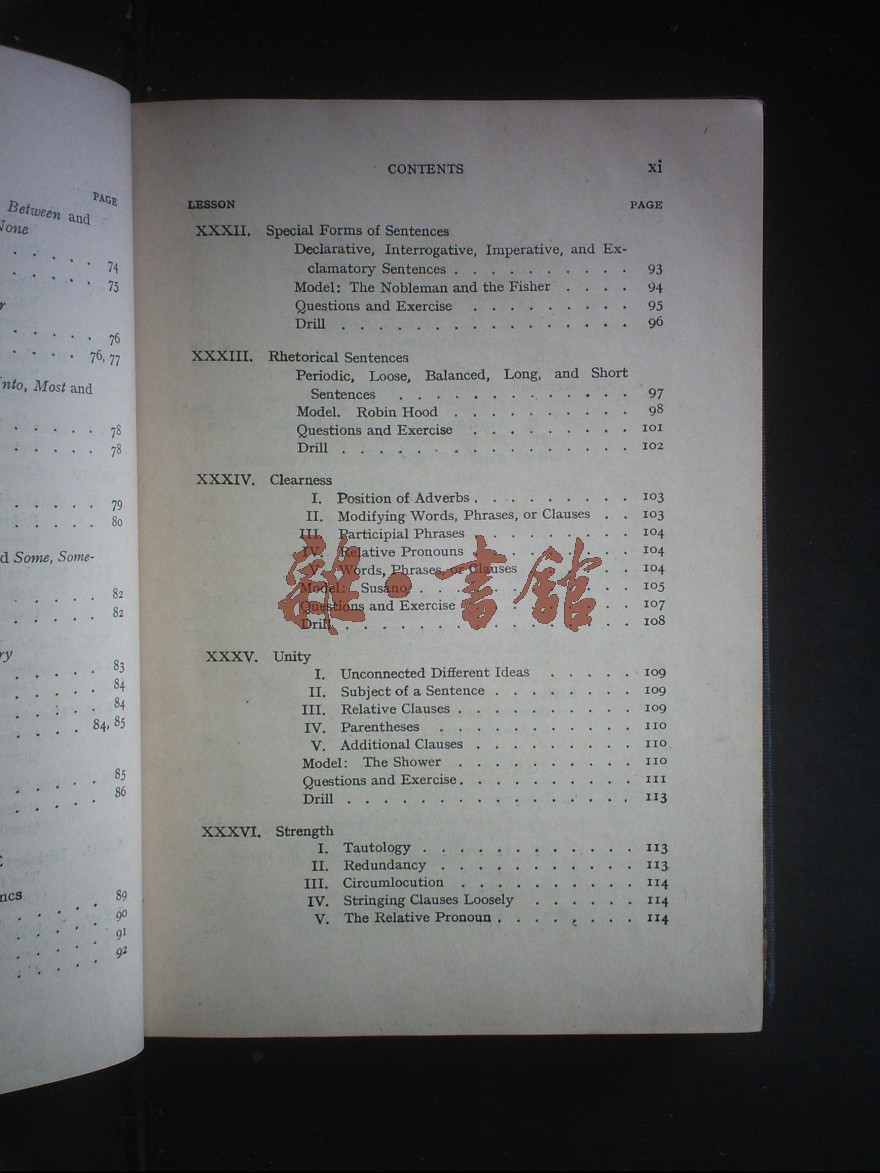 PAGE
Between and
None
74
75
76
76, 77
Into, Most and
78
78
79
80
d Some, Some-
82
82
ry
83
84
84
84, 85
85
86
ncs
89
90
91
92
CONTENTS xi
LESSON PAGE
XXXII. Special Forms of Sentences
Declarative, Interrogative, Imperative, and Ex-
clamatory Sentences . . . . . . . . . . 93
Model: The Nobleman and the Fisher . . . . 94
Questions and Exercise . . . . . . . . . 95
Drill . . . . . . . . . . . . . . . . 96
XXXIII. Rhetorical Sentences
Periodic, Loose, Balanced, Long, and Short
Sentences . . . . . . . . . . . . . 97
Model. Robin Hood . . . . . . . . . . 98
Questions and Exercise . . . . . . . . . 101
Drill . . . . . . . . . . . . . . . . 102
XXXIV. Clearness
I. Position of Adverbs . . . . . . . . . 103
II. Modifying Words, Phrases, or Clauses . . 103
III. Participial Phrases . . . . . . . . . 104
IV. Relative Pronouns . . . . . . . . . 104
V. Words, Phrases, or Clauses . . . . . . 104
Model: Susano . . . . . . . . . . . . 105
Questions and Exercise . . . . . . . . . 107
Drill . . . . . . . . . . . . . . . . 108
雜·書館
XXXV. Unity
I. Unconnected Different Ideas . . . . . 109
II. Subject of a Sentence . . . . . . . . 109
III. Relative Clauses . . . . . . . . . . 109
IV. Parentheses . . . . . . . . . . . 110
V. Additional Clauses . . . . . . . . . 110
Model: The Shower . . . . . . . . . . 110
Questions and Exercise . . . . . . . . . . 111
Drill . . . . . . . . . . . . . . . . 113
XXXVI. Strength
I. Tautology . . . . . . . . . . . . 113
II. Redundancy . . . . . . . . . . . 113
III. Circumlocution . . . . . . . . . . 114
IV. Stringing Clauses Loosely . . . . . . 114
V. The Relative Pronoun . . . . . . . . 114